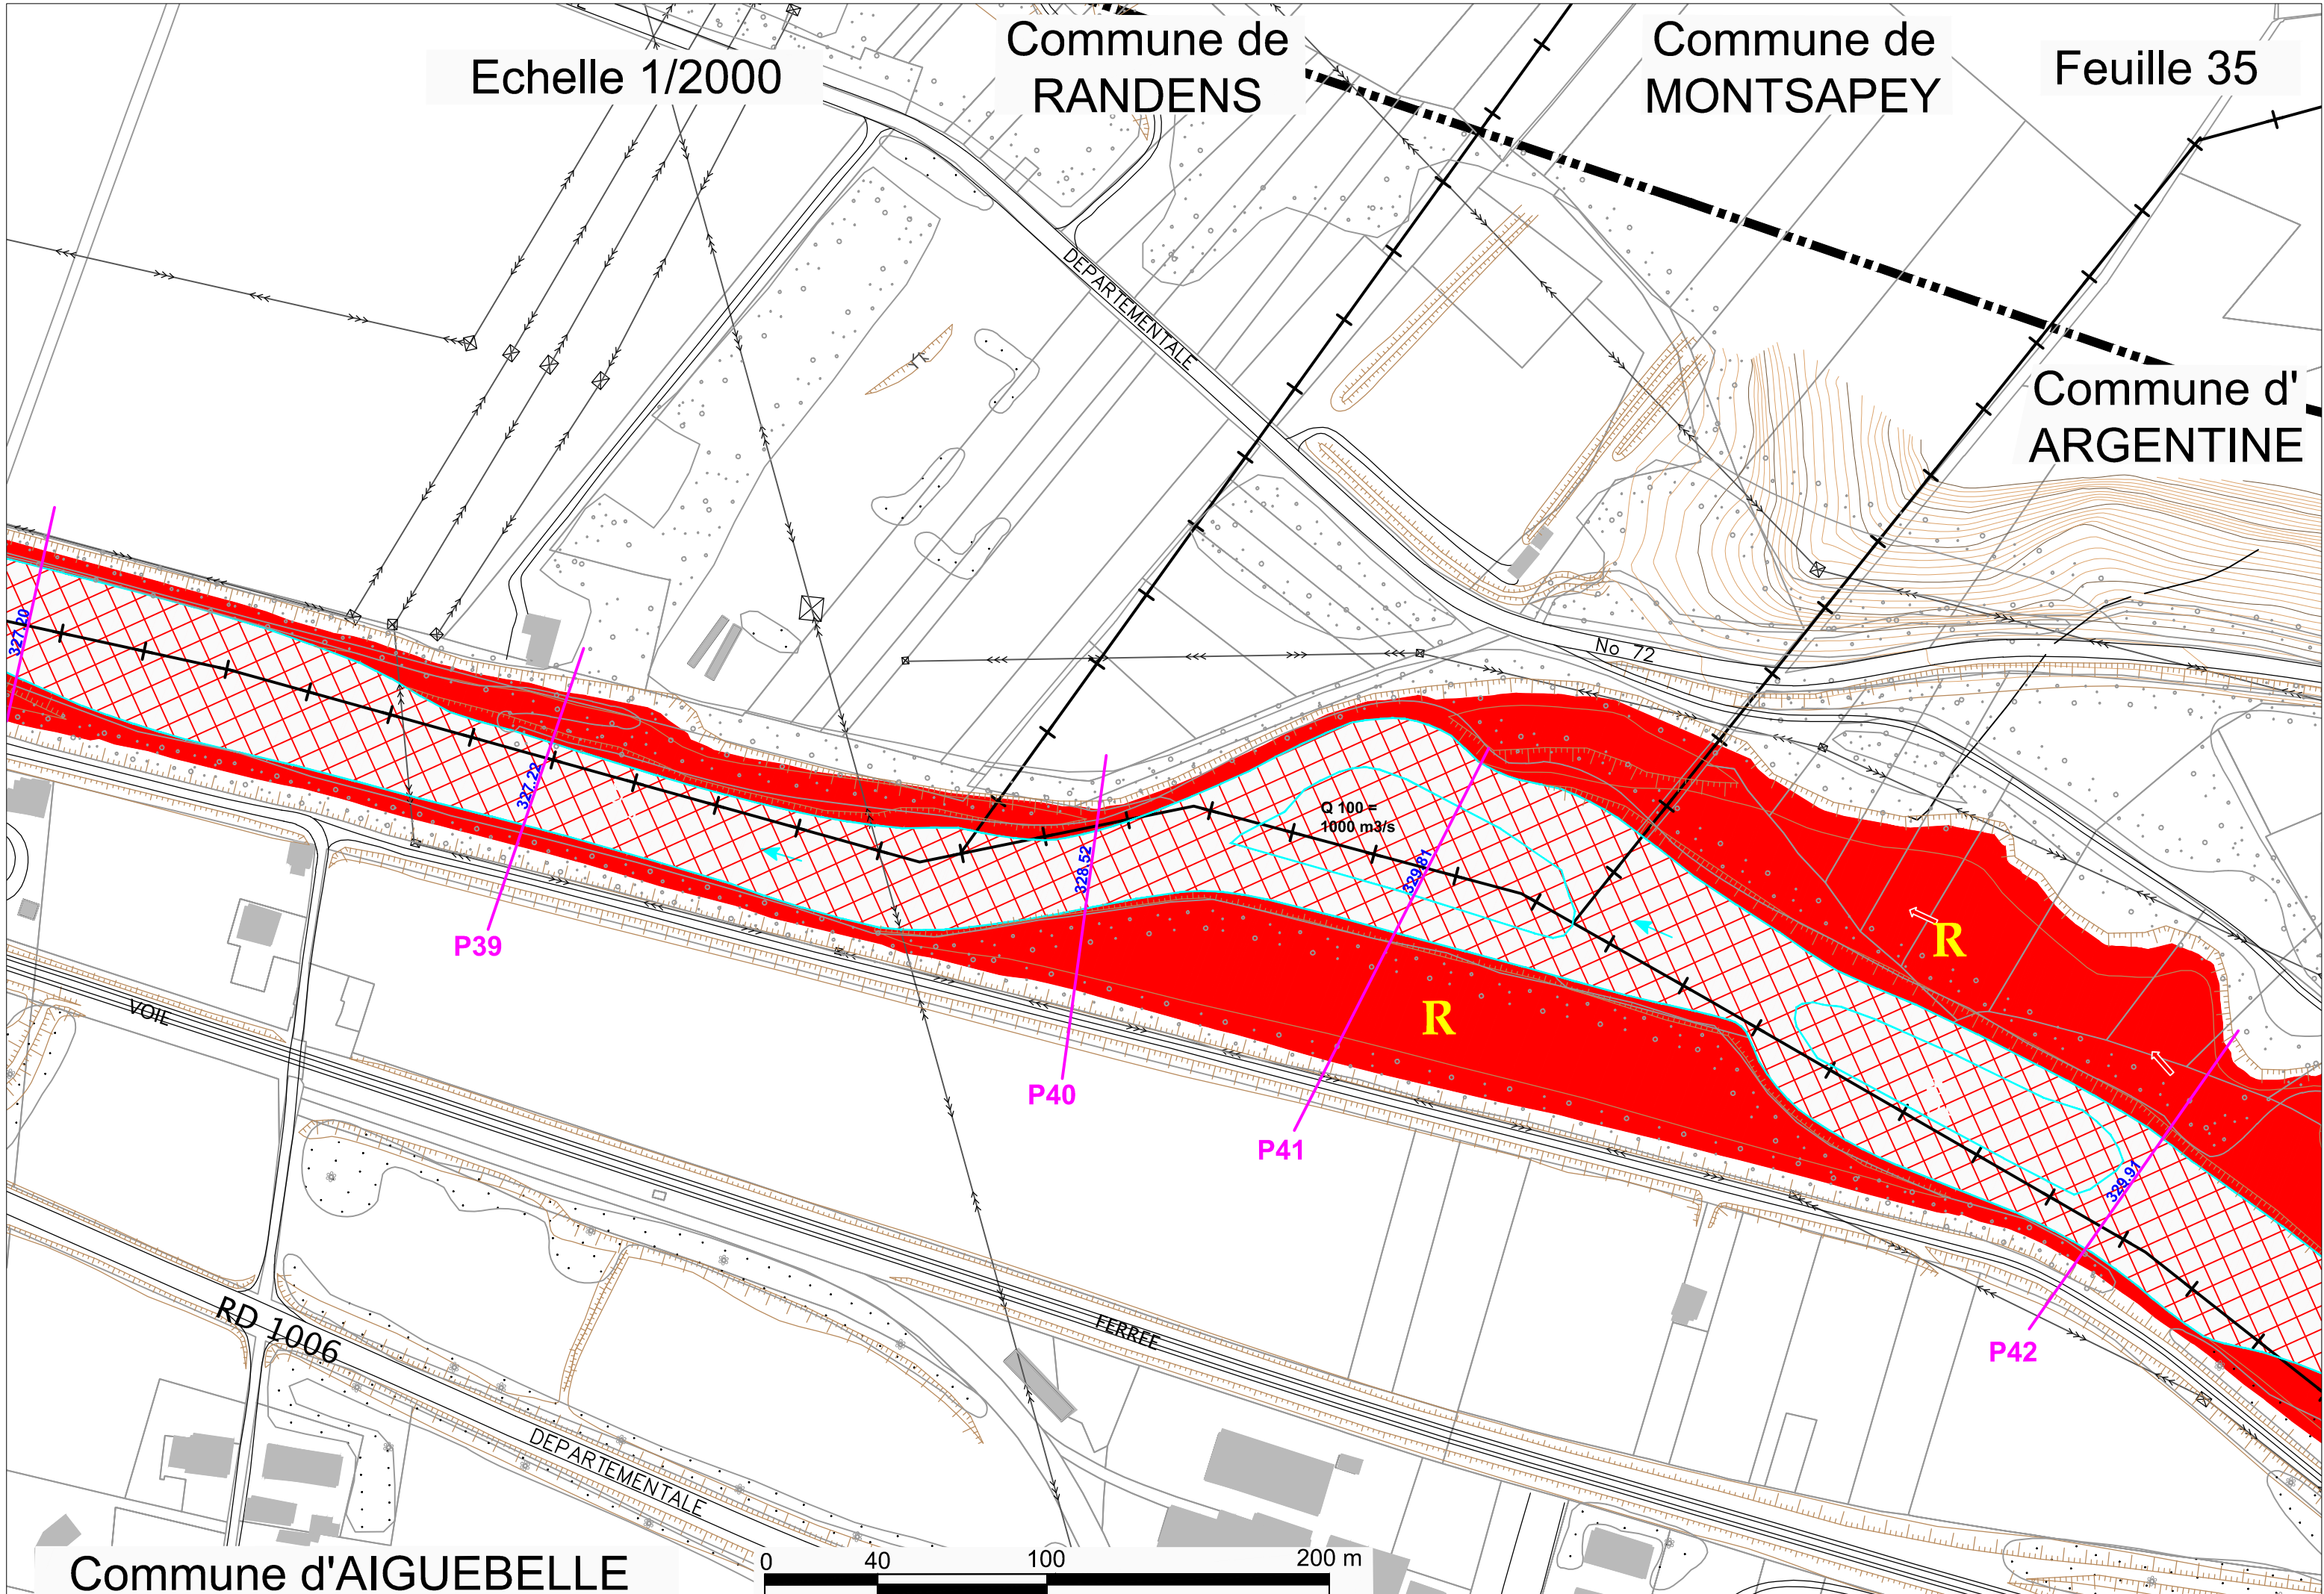 Echelle 1/2000
Commune de
RANDENS
Commune de
MONTSAPEY
Feuille 35
DEPARTEMENTALE
Commune d'
ARGENTINE
No 72
327.20
327.22
P39
328.52
P40
Q 100 =
1000 m3/s
329.81
P41
R
R
329.91
P42
VOIE
FERREE
RD 1006
DEPARTEMENTALE
Commune d'AIGUEBELLE
0 40 100 200 m